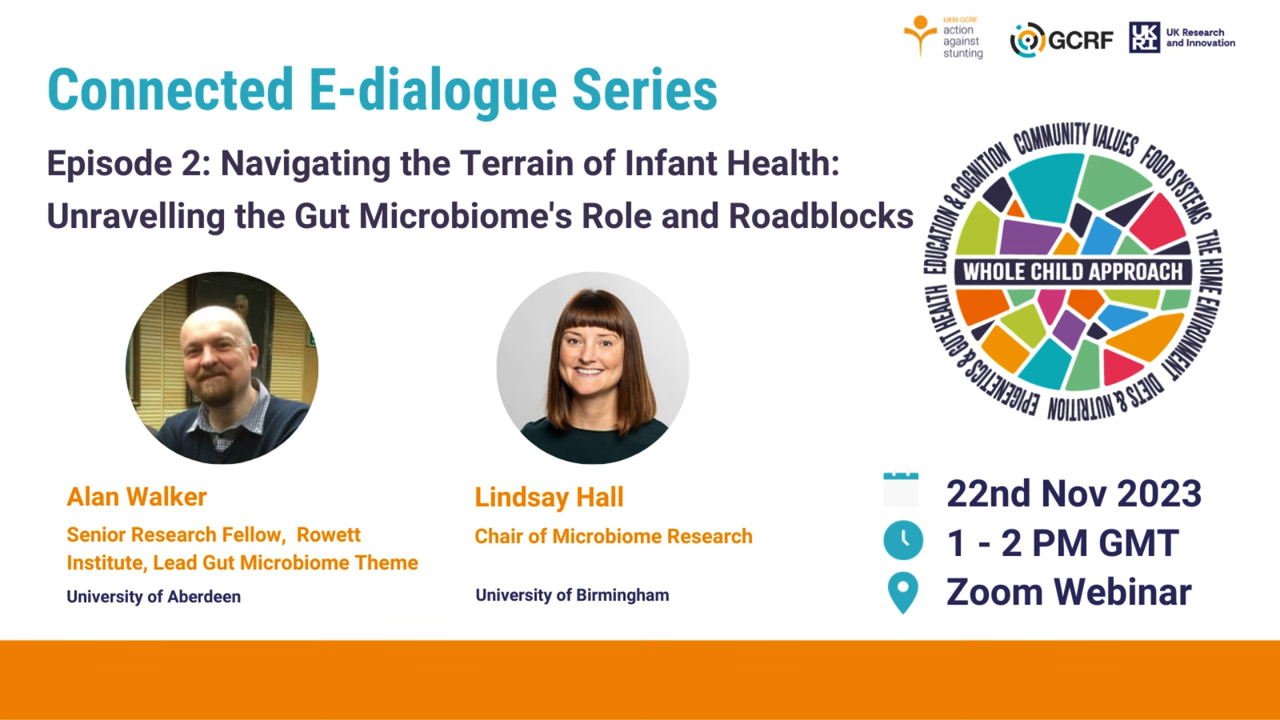 UKRI GCRF
action
against
stunting
GCRF
UK
RI
UK Research
and Innovation
Connected E-dialogue Series
Episode 2: Navigating the Terrain of Infant Health:
Unravelling the Gut Microbiome's Role and Roadblocks
EDUCATION & COGNITION COMMUNITY VALUES FOOD SYSTEMS THE HOME ENVIRONMENT DIETS & NUTRITION EPIGENETICS & GUT HEALTH
WHOLE CHILD APPROACH
Alan Walker
Senior Research Fellow, Rowett
Institute, Lead Gut Microbiome Theme
University of Aberdeen
Lindsay Hall
Chair of Microbiome Research
University of Birmingham
22nd Nov 2023
1 - 2 PM GMT
Zoom Webinar